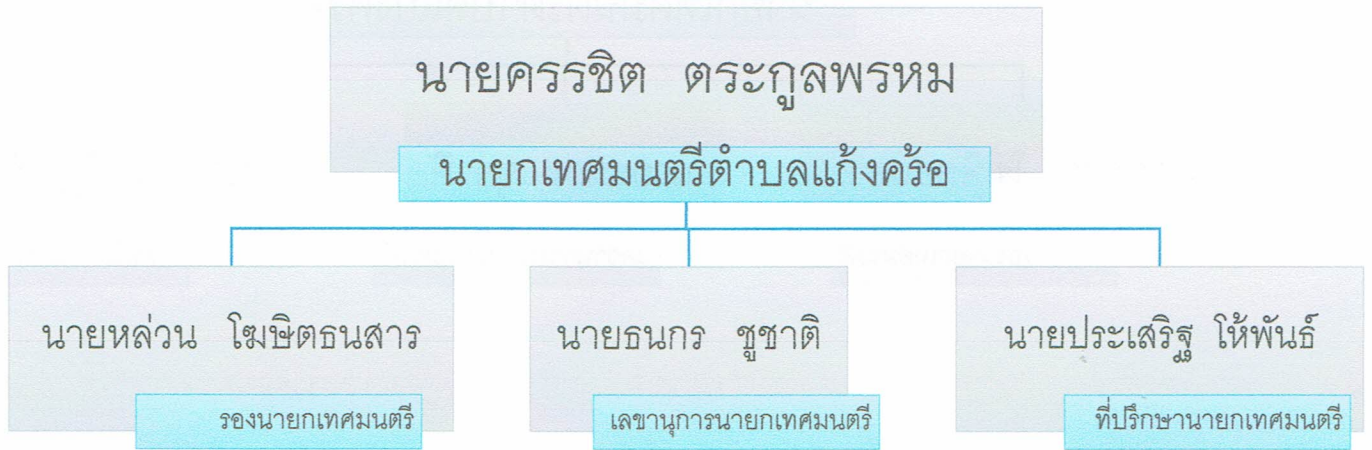 นายครรชิต ตระกูลพรหม
นายกเทศมนตรีตำบลแก้งคร้อ
นายหล่วน โฆษิตธนสาร
รองนายกเทศมนตรี
นายธนกร ชูชาติ
เลขานุการนายกเทศมนตรี
นายประเสริฐ โห้พันธ์
ที่ปรึกษานายกเทศมนตรี